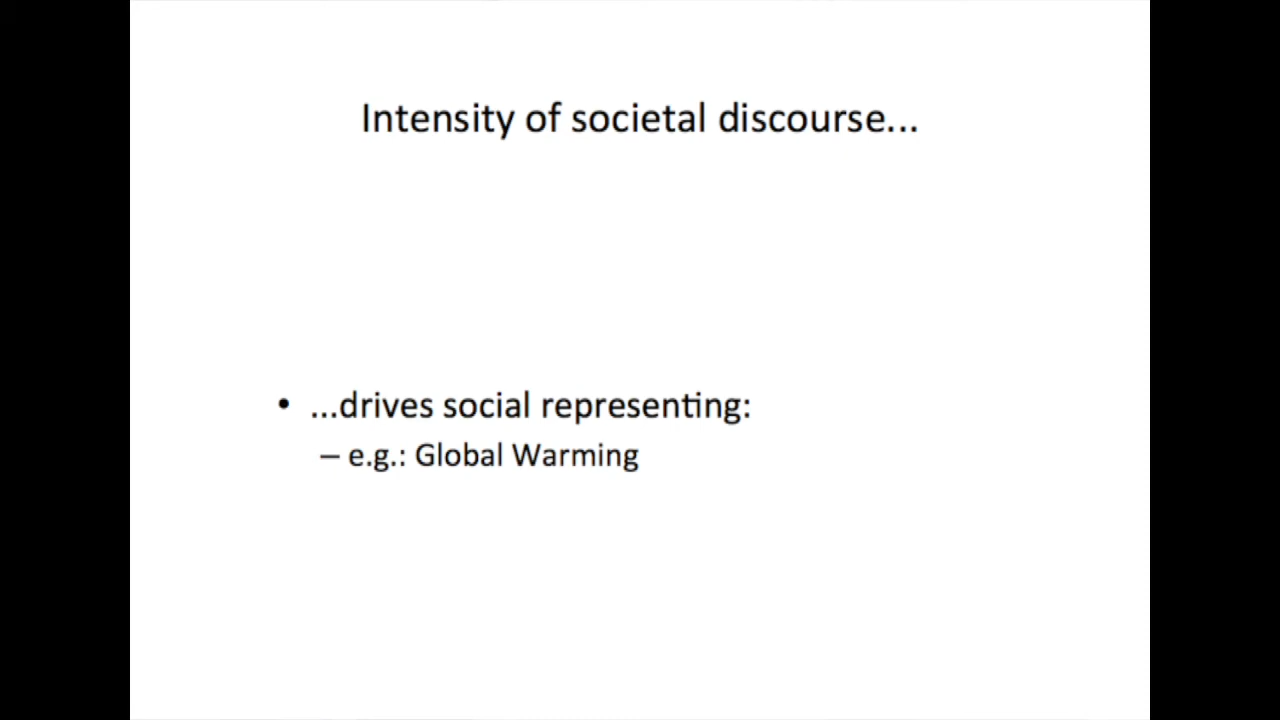 Intensity of societal discourse...
• ...drives social representing:
– e.g.: Global Warming